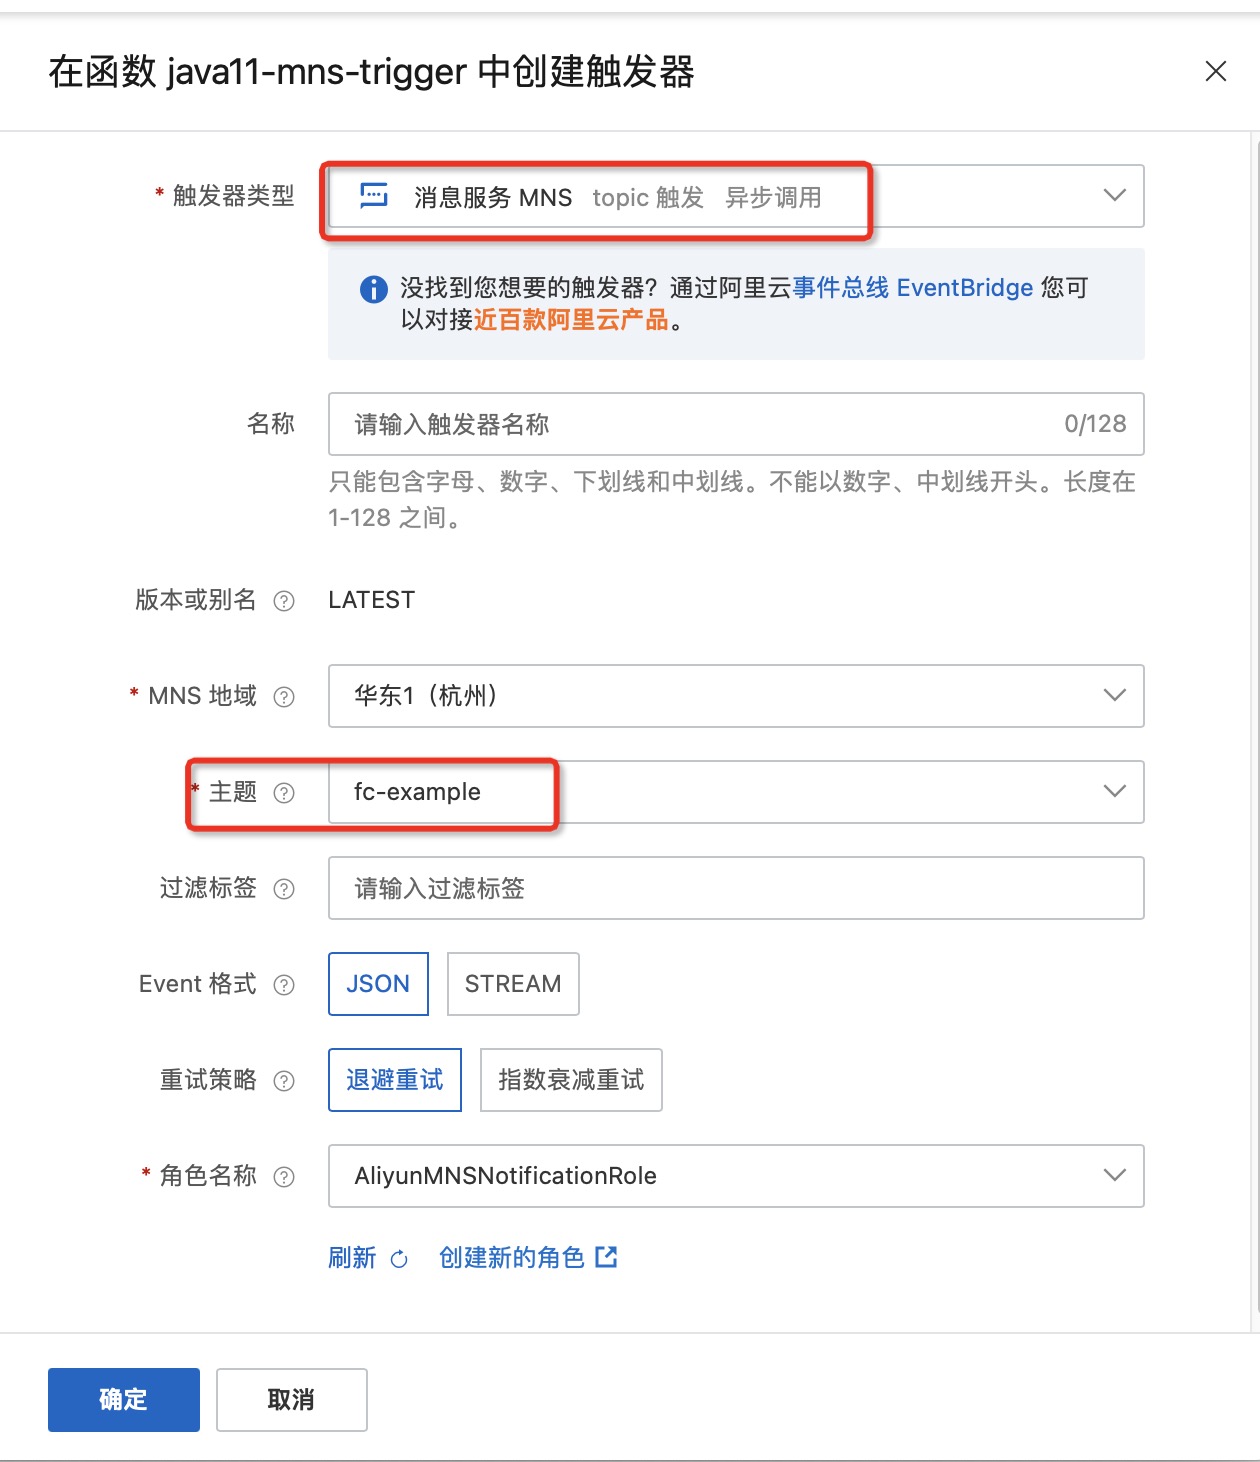 在函数 java11-mns-trigger 中创建触发器
* 触发器类型
消息服务 MNS topic 触发 异步调用
没找到您想要的触发器？通过阿里云事件总线 EventBridge 您可
以对接近百款阿里云产品。
名称
请输入触发器名称 0/128
只能包含字母、数字、下划线和中划线。不能以数字、中划线开头。长度在
1-128 之间。
版本或别名 ? LATEST
* MNS 地域 ? 华东1（杭州）
* 主题 ? fc-example
过滤标签 ? 请输入过滤标签
Event 格式 ? JSON STREAM
重试策略 ? 退避重试 指数衰减重试
* 角色名称 ? AliyunMNSNotificationRole
刷新 创建新的角色
确定 取消